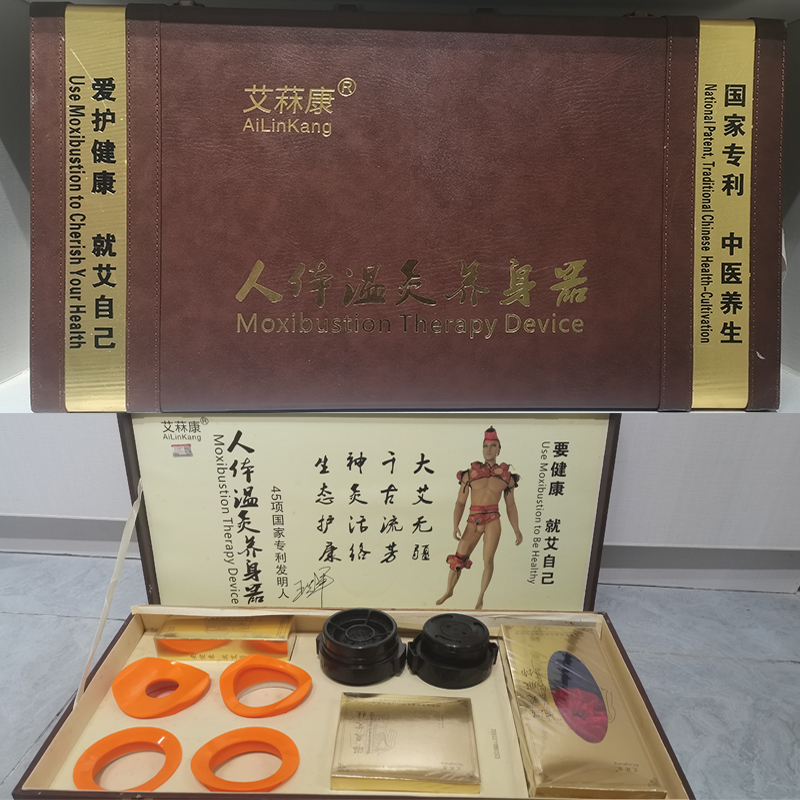 艾秝康®
AiLinKang
人体温灸养身器
Moxibustion Therapy Device
爱护健康 就艾自己
Use Moxibustion to Cherish Your Health
国家专利 中医养生
National Patent, Traditional Chinese Health-Cultivation
艾秝康®
AiLinKang
人体温灸养身器
Moxibustion Therapy Device
45项国家专利发明人
大艾无疆
千古流芳
神灸活络
生态护康
要健康 就艾自己
Use Moxibustion to Be Healthy